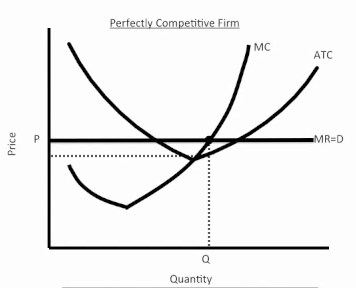 Perfectly Competitive Firm
MC
ATC
P
MR=D
Price
Q
Quantity